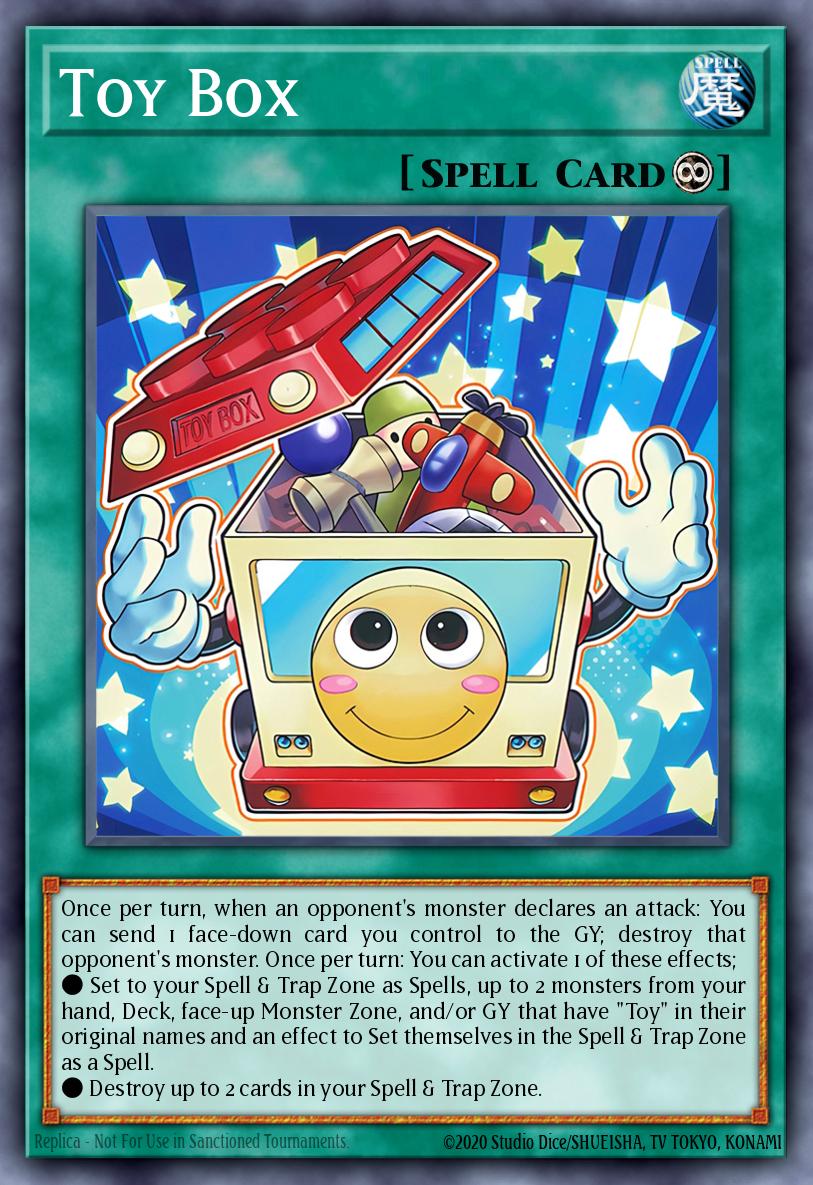 Toy Box
SPELL
魔
[Spell Card]
TOY BOX
Once per turn, when an opponent's monster declares an attack: You
can send 1 face-down card you control to the GY; destroy that
opponent's monster. Once per turn: You can activate 1 of these effects;
● Set to your Spell & Trap Zone as Spells, up to 2 monsters from your
hand, Deck, face-up Monster Zone, and/or GY that have "Toy" in their
original names and an effect to Set themselves in the Spell & Trap Zone
as a Spell.
● Destroy up to 2 cards in your Spell & Trap Zone.
Replica - Not For Use in Sanctioned Tournaments.
©2020 Studio Dice/SHUEISHA, TV TOKYO, KONAMI